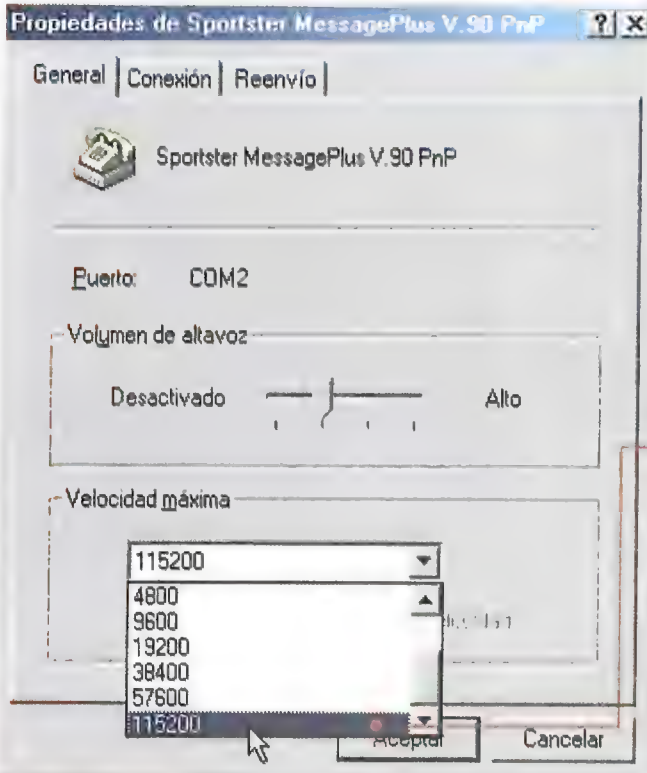 Propiedades de Sportster MessagePlus V.90 PnP
General Conexión Reenvío
Sportster MessagePlus V.90 PnP
Puerto: COM2
Volumen de altavoz
Desactivado Alto
Velocidad máxima
115200
4800
9600
19200
38400
57600
115200
Aceptar Cancelar